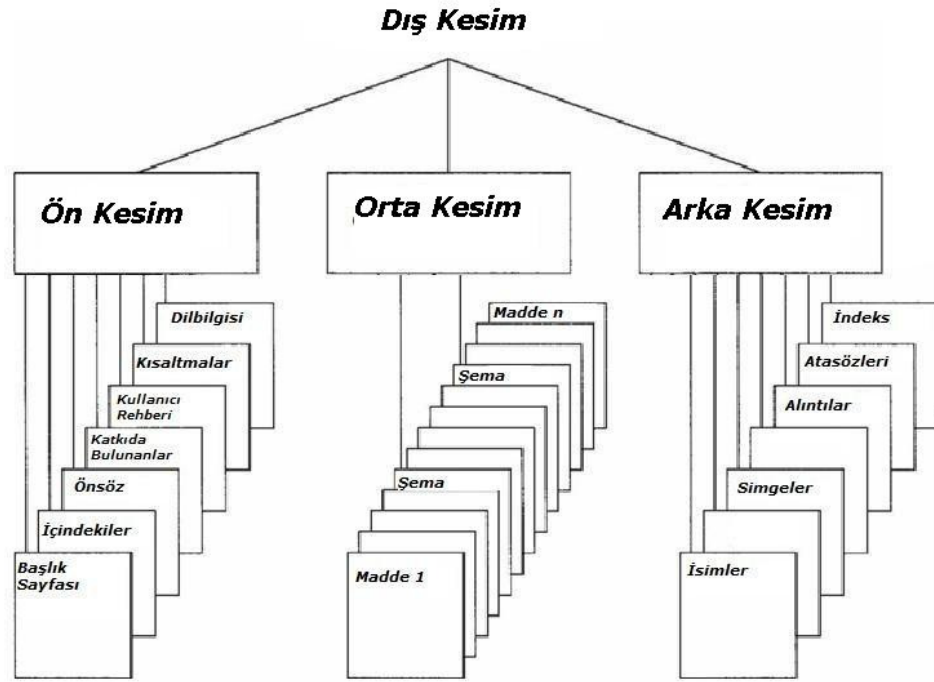 Dış Kesim
Ön Kesim
Orta Kesim
Arka Kesim
Dilbilgisi
Kısaltmalar
Kullanıcı
Rehberi
Katkıda
Bulunanlar
Önsöz
İçindekiler
Başlık
Sayfası
Madde n
Şema
Şema
Madde 1
İndeks
Atasözleri
Alıntılar
Simgeler
İsimler